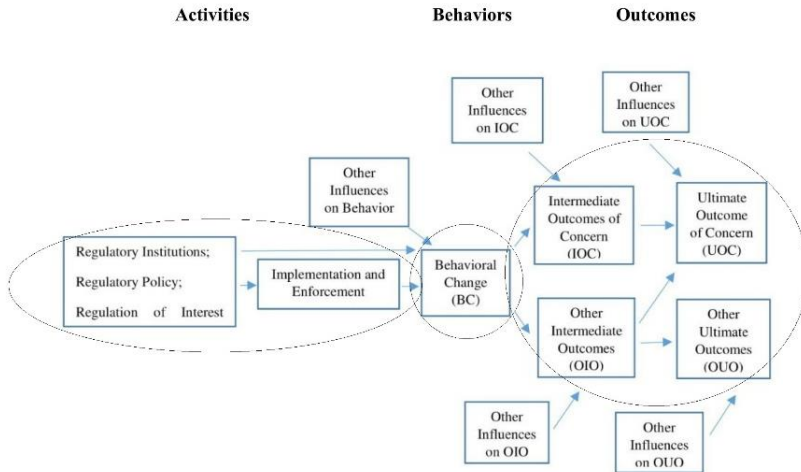 Activities
Behaviors
Outcomes
Other
Influences
on IOC
Other
Influences
on UOC
Other
Influences
on Behavior
Intermediate
Outcomes of
Concern
(IOC)
Ultimate
Outcome
of Concern
(UOC)
Regulatory Institutions;
Regulatory Policy;
Regulation of Interest
Implementation and
Enforcement
Behavioral
Change
(BC)
Other
Intermediate
Outcomes
(OIO)
Other
Ultimate
Outcomes
(OUO)
Other
Influences
on OIO
Other
Influences
on OUO